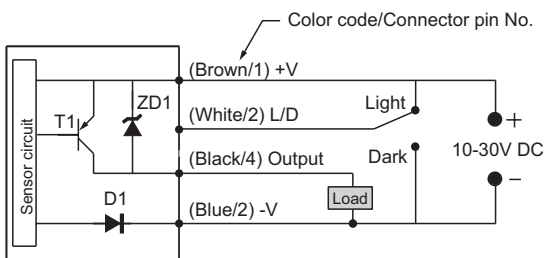 Color code/Connector pin No.
(Brown/1) +V
ZD1
T1
(White/2) L/D
Light
+
10-30V DC
Sensor circuit
(Black/4) Output
Dark
−
Load
D1
(Blue/2) -V